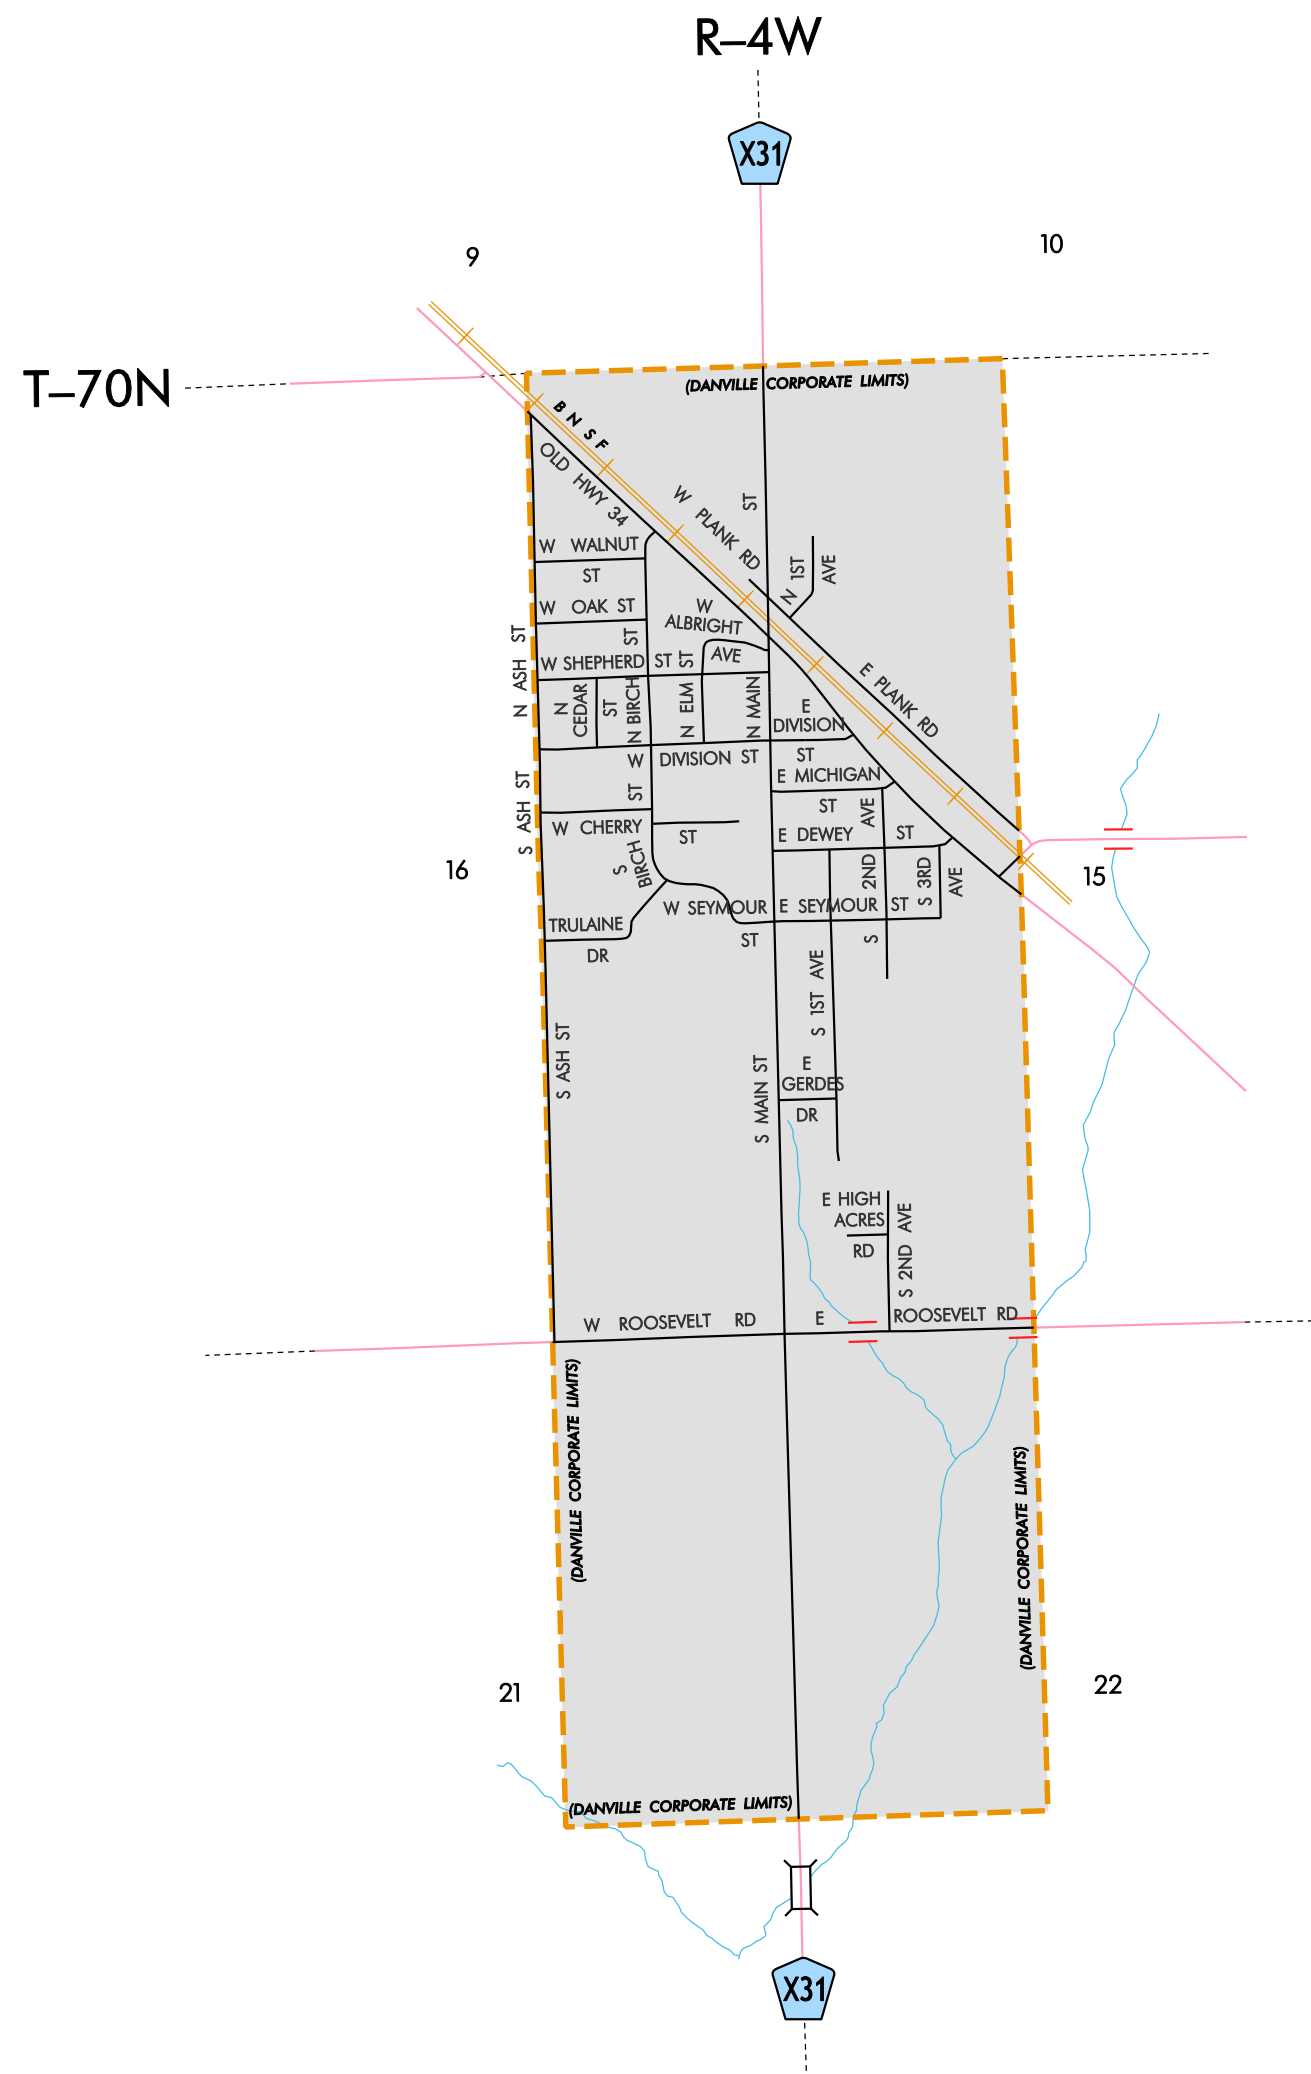 R–4W
X31
9
10
T–70N
(DANVILLE CORPORATE LIMITS)
BNSF
OLD HWY 34
W PLANK RD
ST
N 1ST
AVE
W WALNUT
ST
W OAK ST
W
ALBRIGHT
AVE
N ASH ST
ST
W SHEPHERD ST
ST
E PLANK RD
N
CEDAR
ST
N BIRCH
N ELM
N MAIN
E
DIVISION
ST
W DIVISION ST
S ASH ST
ST
E MICHIGAN
ST
AVE
W CHERRY
ST
E DEWEY ST
16
15
S
BIRCH
2ND
S 3RD
AVE
W SEYMOUR
ST
E SEYMOUR ST
TRULAINE
DR
S
S 1ST AVE
S ASH ST
S MAIN ST
E
GERDES
DR
E HIGH
ACRES
RD
S 2ND AVE
W ROOSEVELT RD
E ROOSEVELT RD
(DANVILLE CORPORATE LIMITS)
(DANVILLE CORPORATE LIMITS)
21
22
(DANVILLE CORPORATE LIMITS)
X31